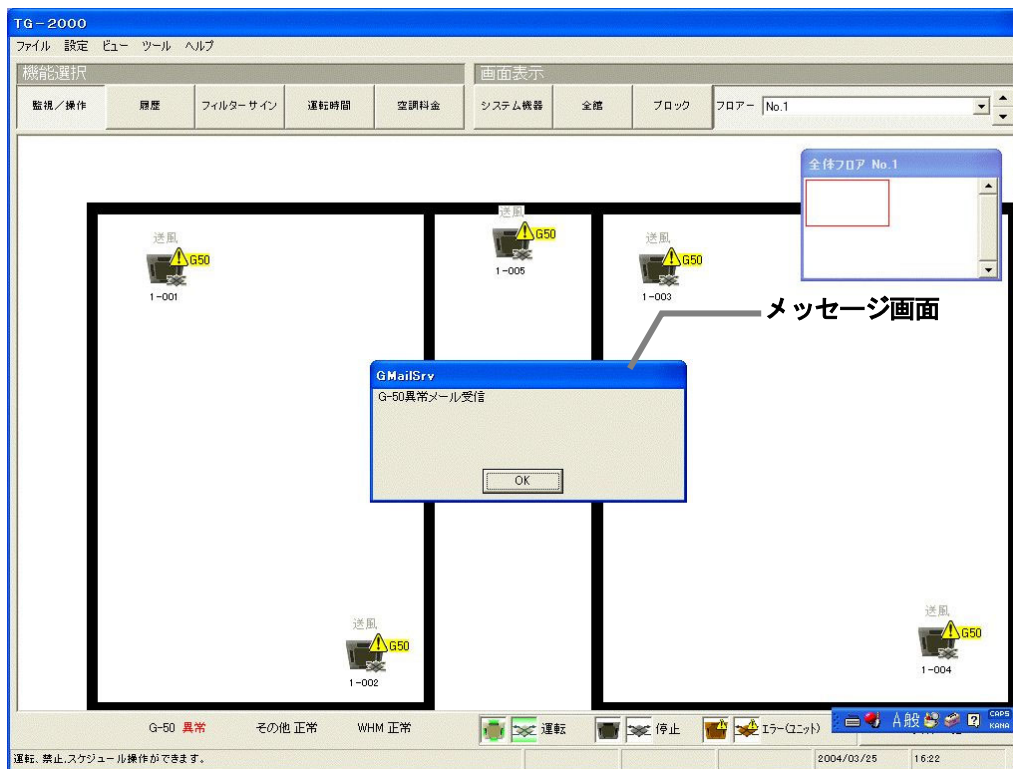 TG-2000
ファイル 設定 ビュー ツール ヘルプ
機能選択 画面表示
監視／操作 履歴 フィルターサイン 運転時間 空調料金 システム機器 全館 ブロック フロアー No.1
全体フロア No.1
送風
G50
1-001
送風
G50
1-005
送風
G50
1-003
メッセージ画面
GMailSrv
G-50異常メール受信
OK
送風
G50
1-002
送風
G50
1-004
G-50 異常 その他 正常 WHM 正常 運転 停止 エラー(ユニット)
A般 CAPS
KANA
運転、禁止、スケジュール操作ができます。 2004/03/25 16:22